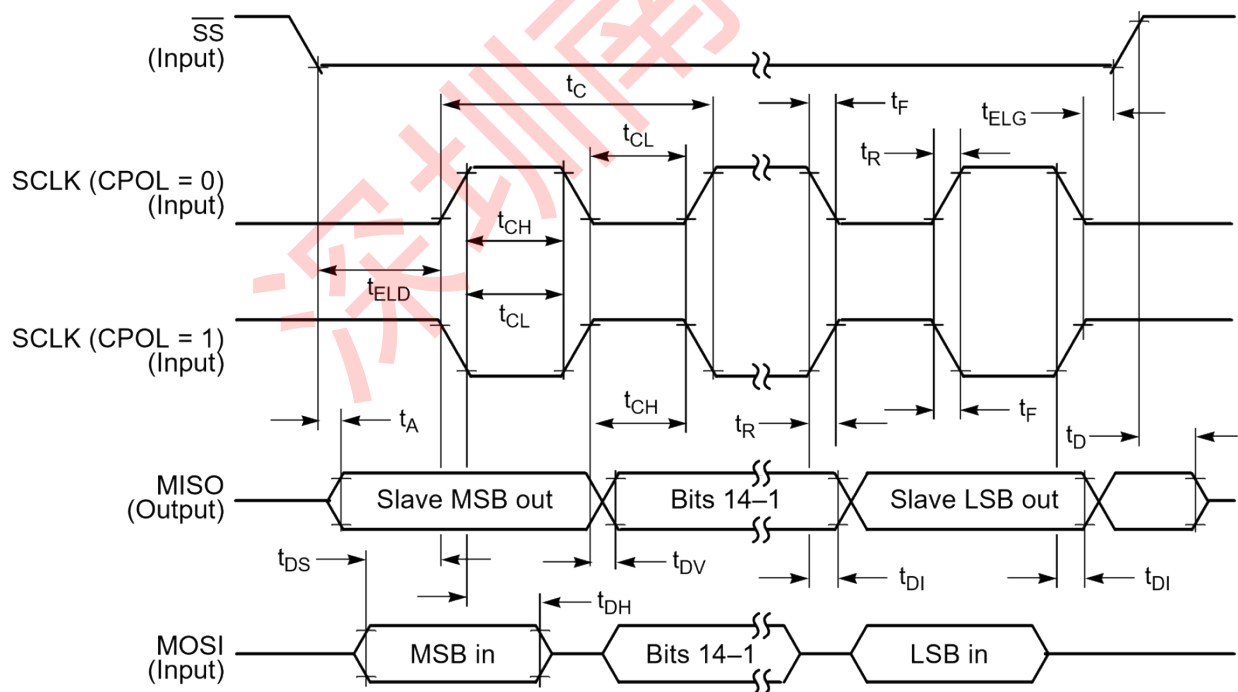 SS
(Input)
tC
tF
tELG
tCL
tR
SCLK (CPOL = 0)
(Input)
tCH
tELD
tCL
SCLK (CPOL = 1)
(Input)
tCH
tA
tR
tF
tD
MISO
(Output)
Slave MSB out
Bits 14–1
Slave LSB out
tDS
tDV
tDI
tDI
tDH
MOSI
(Input)
MSB in
Bits 14–1
LSB in
深圳南